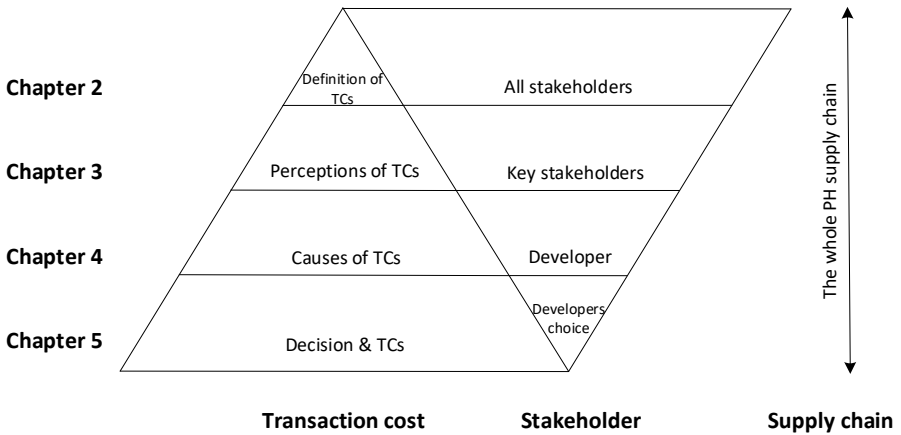 Chapter 2
Definition of
TCs
All stakeholders
Chapter 3
Perceptions of TCs
Key stakeholders
Chapter 4
Causes of TCs
Developer
Chapter 5
Decision & TCs
Developers
choice
The whole PH supply chain
Transaction cost
Stakeholder
Supply chain